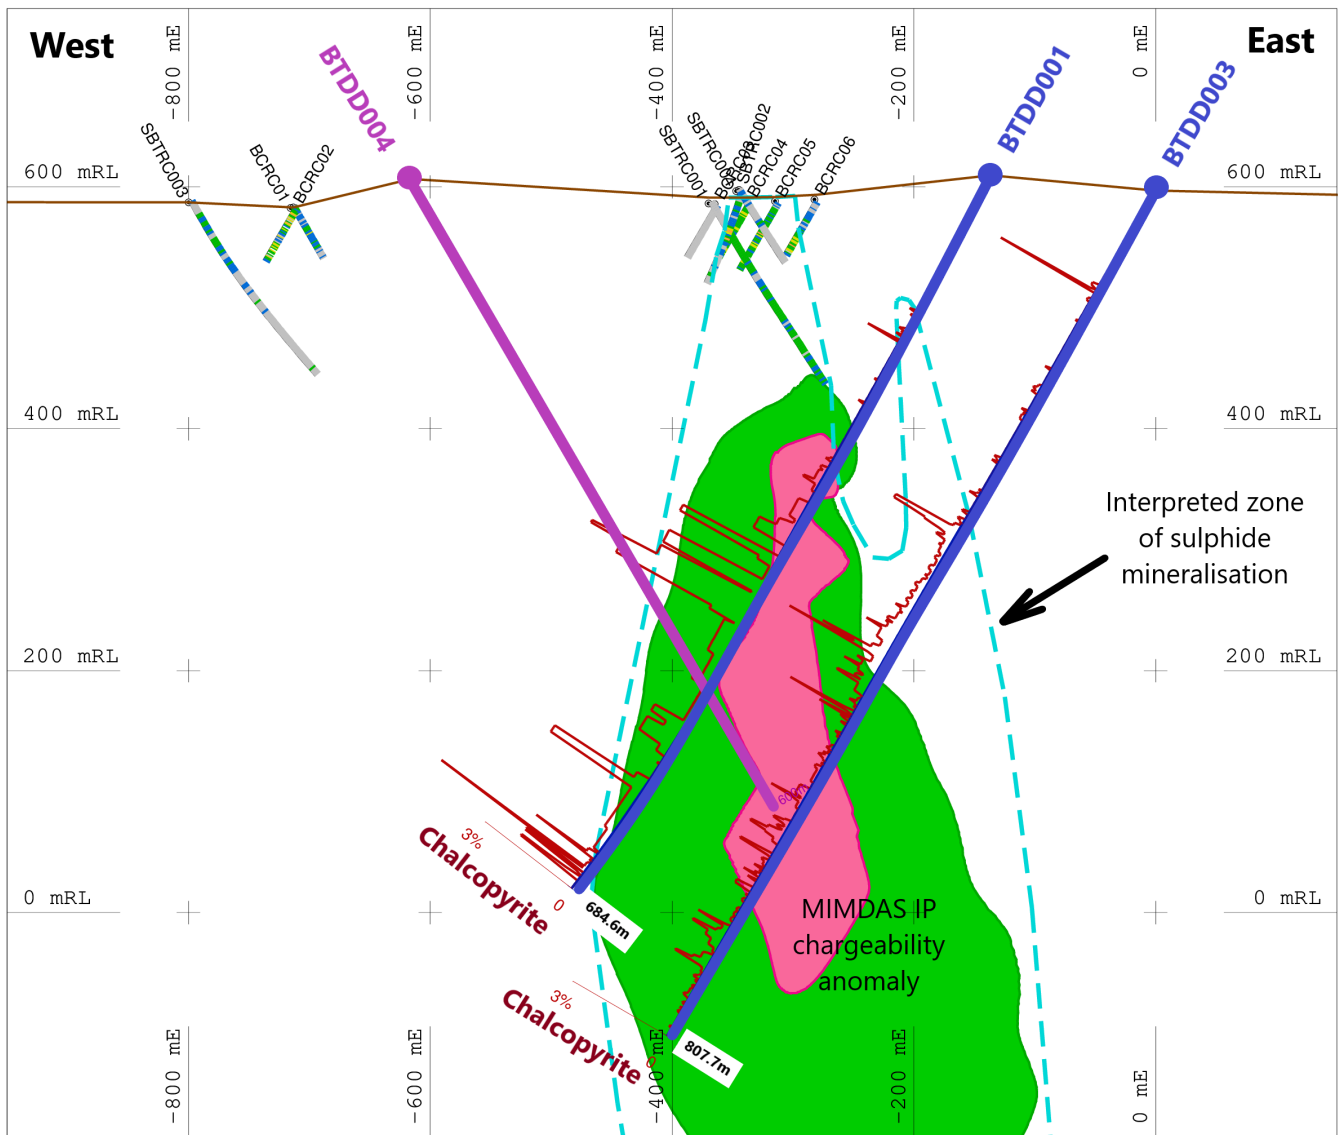 West
East
-800 mE
-600 mE
-400 mE
-200 mE
0 mE
BTDD004
BTDD001
BTDD003
SBTRC003
BCRC01
BCRC02
SBTRC001
SBTRC002
BCRC04
BCRC05
BCRC06
600 mRL
600 mRL
400 mRL
400 mRL
Interpreted zone
of sulphide
mineralisation
200 mRL
200 mRL
3%
Chalcopyrite
0
684.6m
0 mRL
0 mRL
MIMDAS IP
chargeability
anomaly
3%
Chalcopyrite
0
807.7m
-800 mE
-600 mE
-400 mE
-200 mE
0 mE